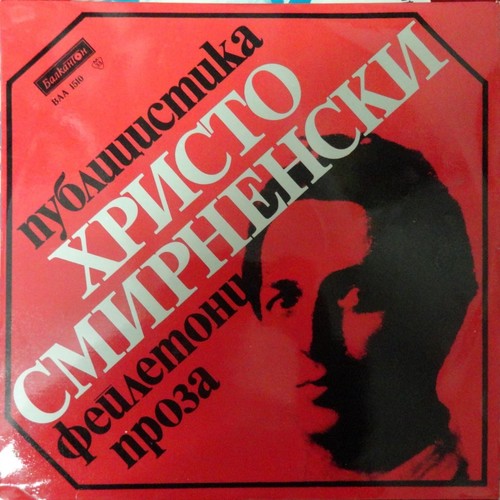 Балкантон
ВАА 1510
публицистика
ХРИСТО
СМИРНЕНСКИ
фейлетони
проза